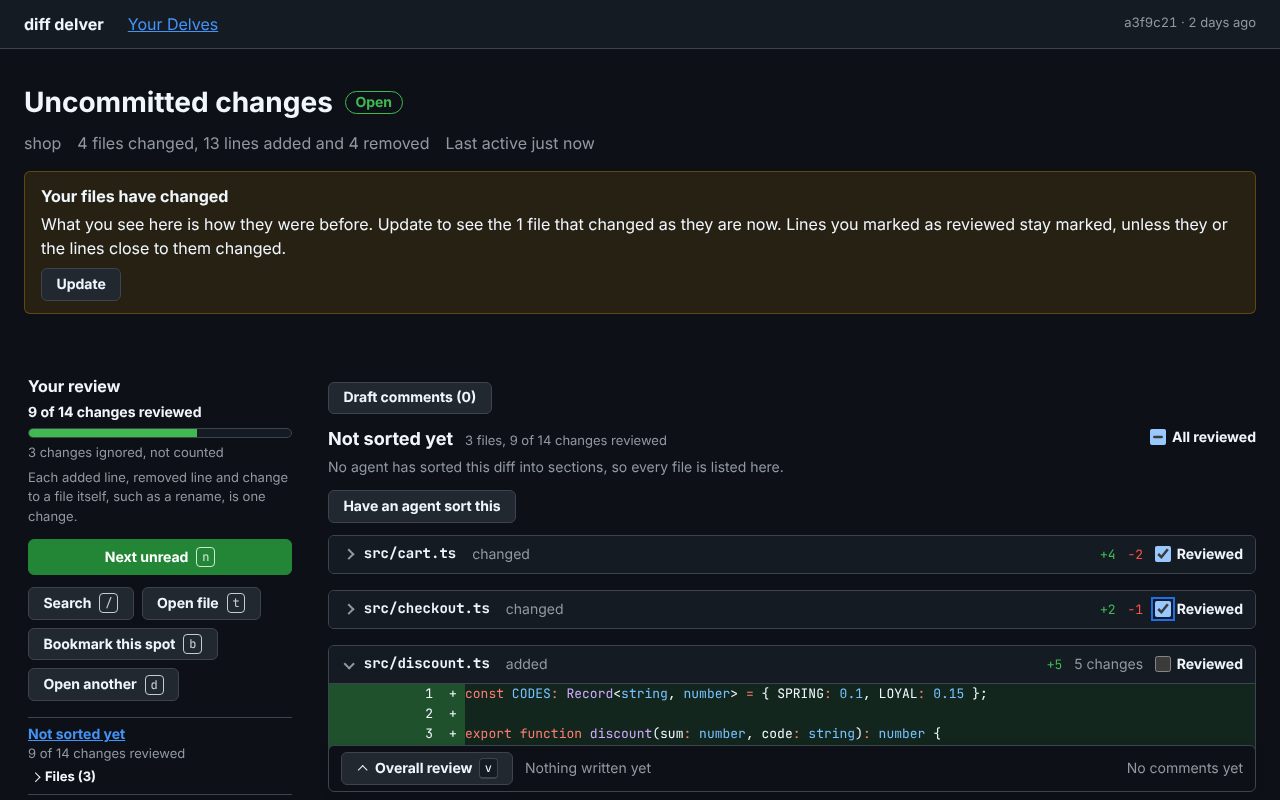 diff delver Your Delves a3f9c21 · 2 days ago
Uncommitted changes Open
shop 4 files changed, 13 lines added and 4 removed Last active just now
Your files have changed
What you see here is how they were before. Update to see the 1 file that changed as they are now. Lines you marked as reviewed stay marked, unless they or
the lines close to them changed.
Update
Your review
9 of 14 changes reviewed
3 changes ignored, not counted
Each added line, removed line and change
to a file itself, such as a rename, is one
change.
Next unread n
Search / Open file t
Bookmark this spot b
Open another d
Not sorted yet
9 of 14 changes reviewed
Files (3)
Draft comments (0)
Not sorted yet 3 files, 9 of 14 changes reviewed All reviewed
No agent has sorted this diff into sections, so every file is listed here.
Have an agent sort this
src/cart.ts changed +4 -2 Reviewed
src/checkout.ts changed +2 -1 Reviewed
src/discount.ts added +5 5 changes Reviewed
1 + const CODES: Record<string, number> = { SPRING: 0.1, LOYAL: 0.15 };
2 +
3 + export function discount(sum: number, code: string): number {
Overall review v Nothing written yet No comments yet